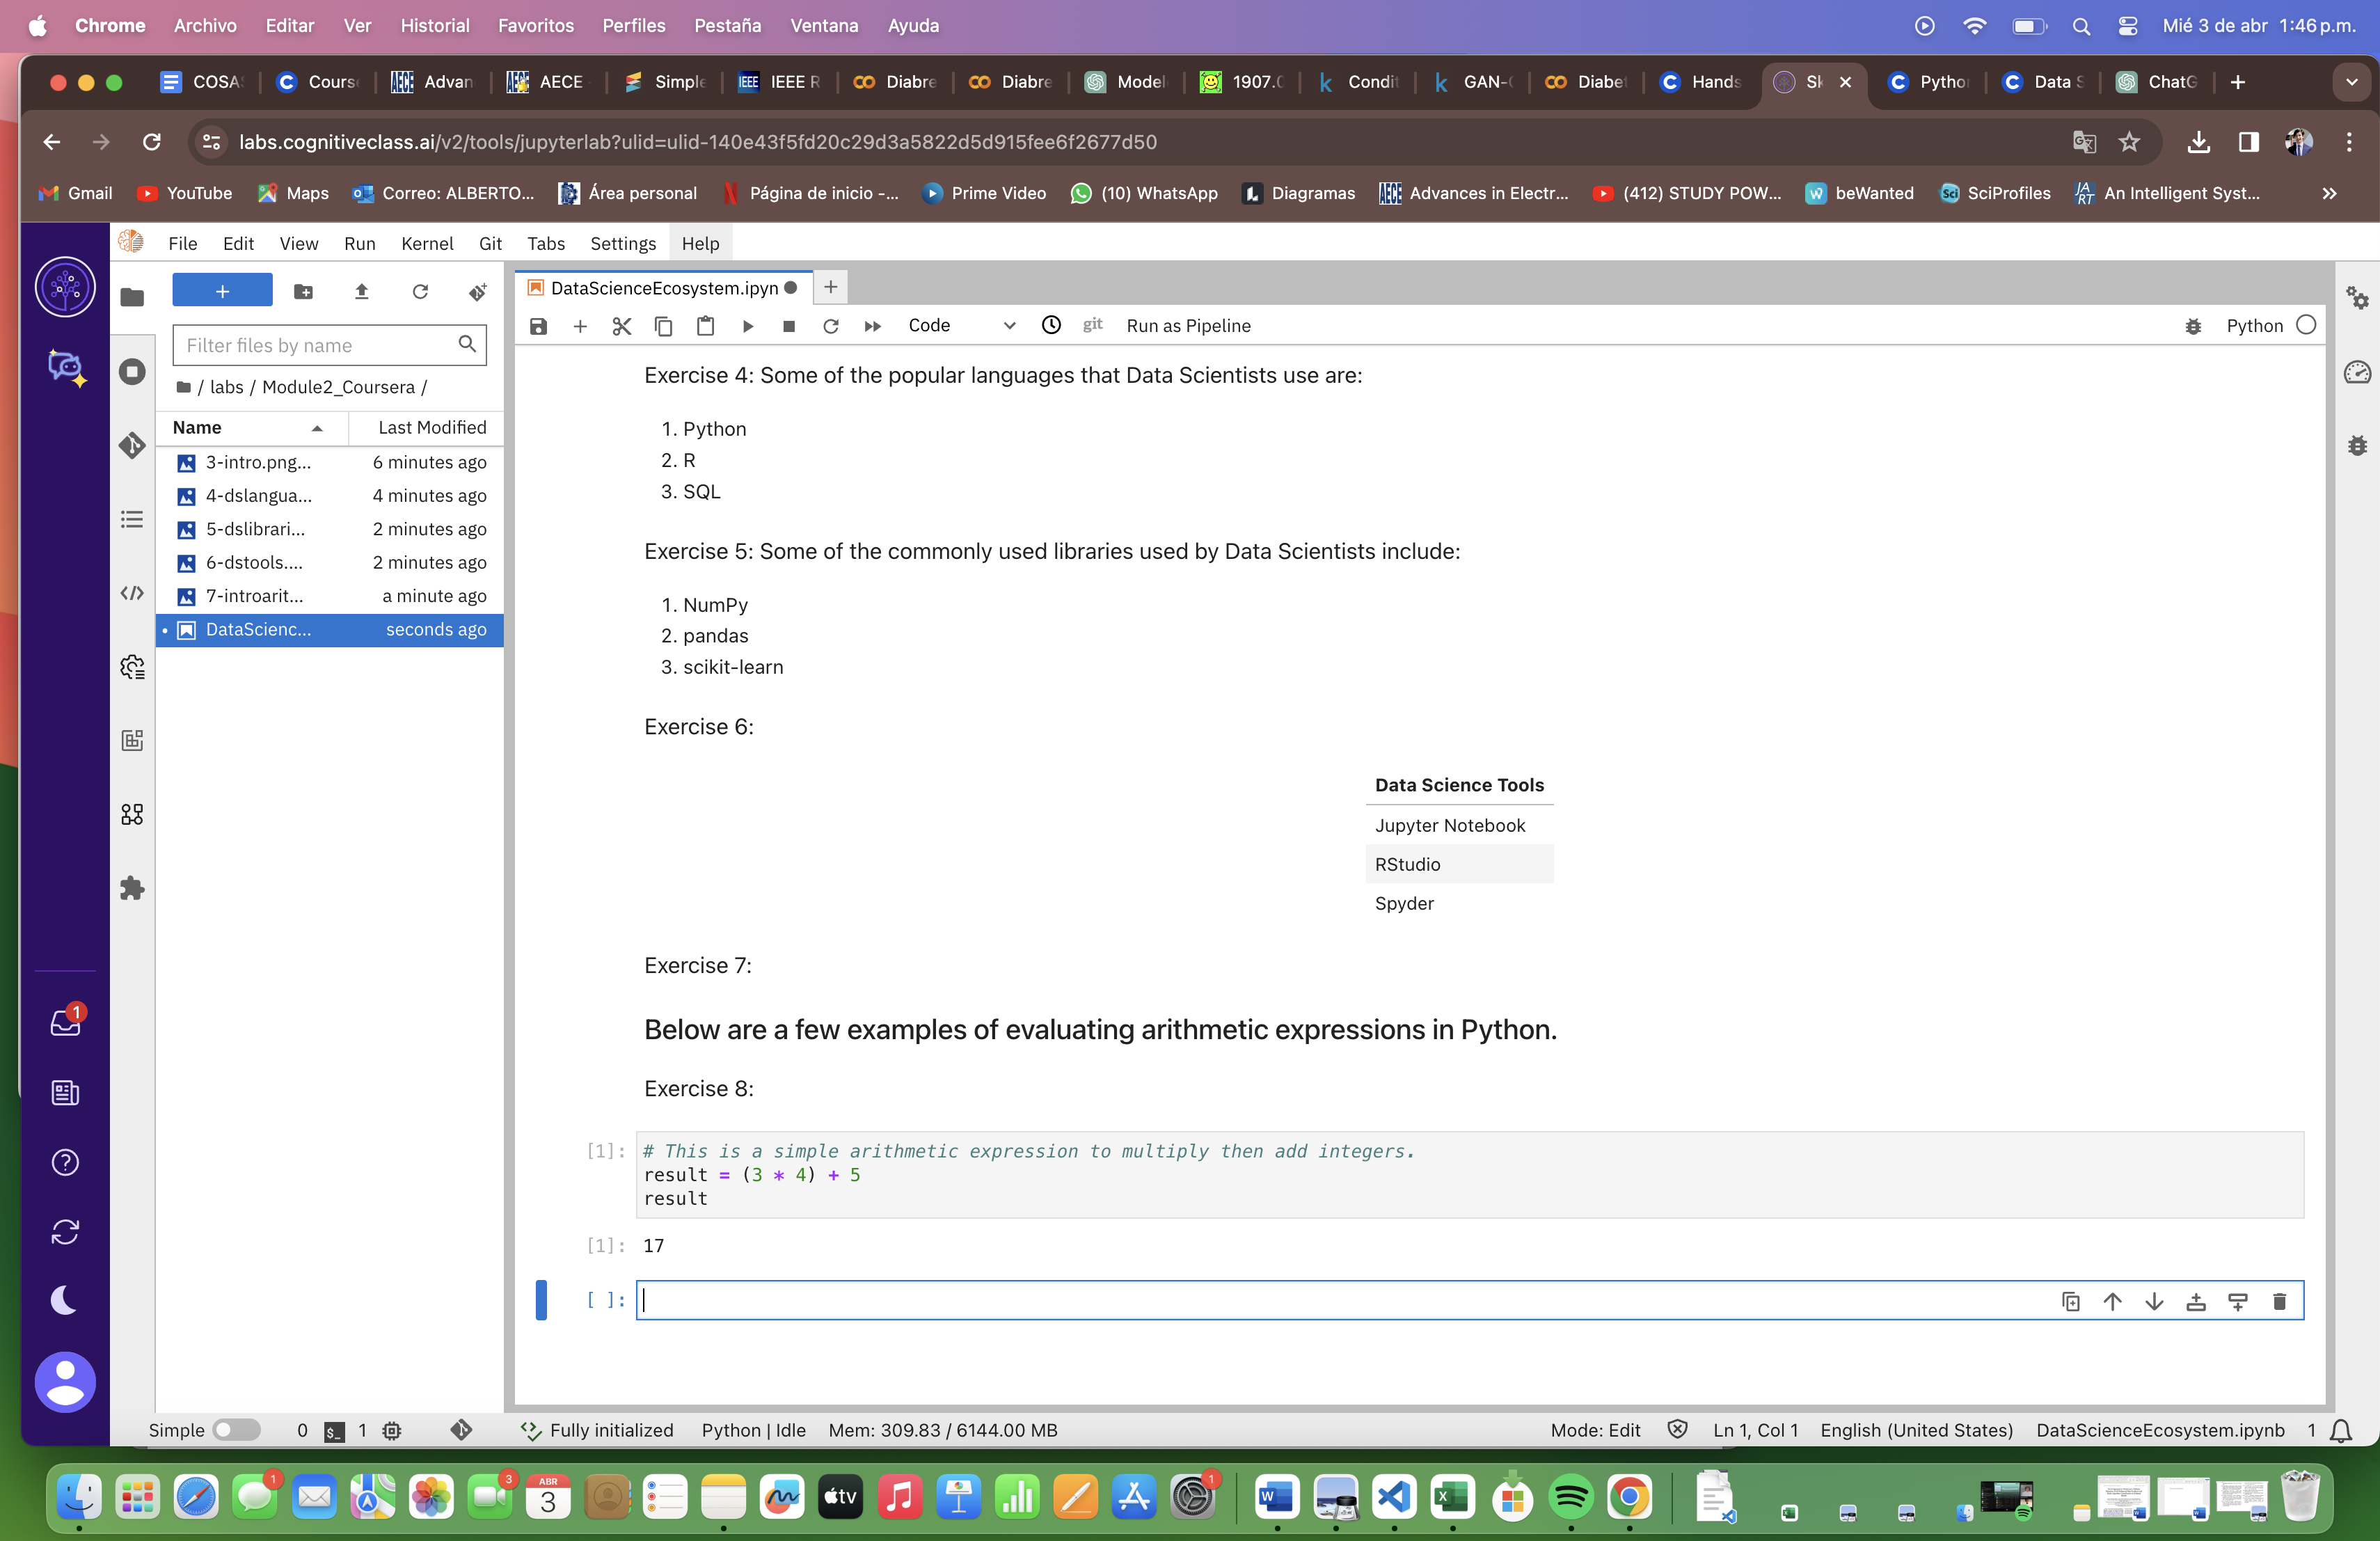 Chrome Archivo Editar Ver Historial Favoritos Perfiles Pestaña Ventana Ayuda Mié 3 de abr 1:46 p.m.
COSA Cours Advan AECE Simple IEEE R Diabre Diabre Model 1907.0 Condit GAN- Diabet Hands Sk Pytho Data S ChatG
labs.cognitiveclass.ai/v2/tools/jupyterlab?ulid=ulid-140e43f5fd20c29d3a5822d5d915fee6f2677d50
Gmail YouTube Maps Correo: ALBERTO... Área personal Página de inicio -... Prime Video (10) WhatsApp Diagramas Advances in Electr... (412) STUDY POW... beWanted SciProfiles An Intelligent Syst...
File Edit View Run Kernel Git Tabs Settings Help
DataScienceEcosystem.ipyn
Code git Run as Pipeline Python
Filter files by name
/ labs / Module2_Coursera /
Name Last Modified
3-intro.png... 6 minutes ago
4-dslangua... 4 minutes ago
5-dslibrari... 2 minutes ago
6-dstools.... 2 minutes ago
7-introarit... a minute ago
DataScienc... seconds ago
Exercise 4: Some of the popular languages that Data Scientists use are:
1. Python
2. R
3. SQL
Exercise 5: Some of the commonly used libraries used by Data Scientists include:
1. NumPy
2. pandas
3. scikit-learn
Exercise 6:
Data Science Tools
Jupyter Notebook
RStudio
Spyder
Exercise 7:
Below are a few examples of evaluating arithmetic expressions in Python.
Exercise 8:
[1]: # This is a simple arithmetic expression to multiply then add integers.
result = (3 * 4) + 5
result
[1]: 17
[ ]:
1
Simple 0 1 Fully initialized Python | Idle Mem: 309.83 / 6144.00 MB Mode: Edit Ln 1, Col 1 English (United States) DataScienceEcosystem.ipynb 1
1 3 ABR 3 tv 1